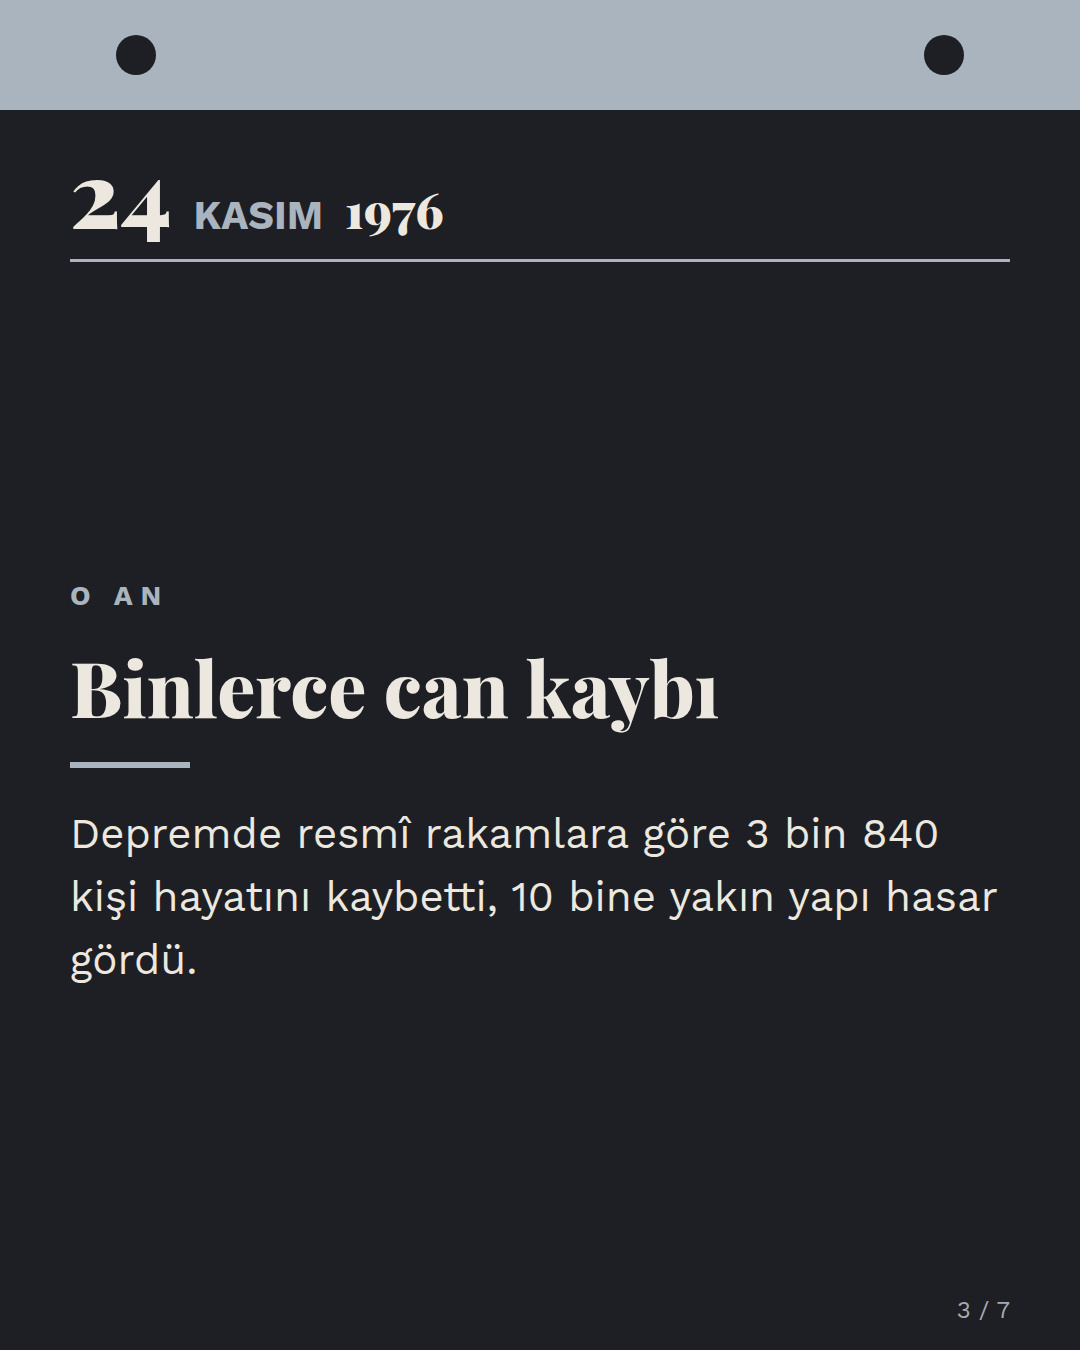 24 KASIM 1976
O AN
Binlerce can kaybı
Depremde resmî rakamlara göre 3 bin 840
kişi hayatını kaybetti, 10 bine yakın yapı hasar
gördü.
3 / 7